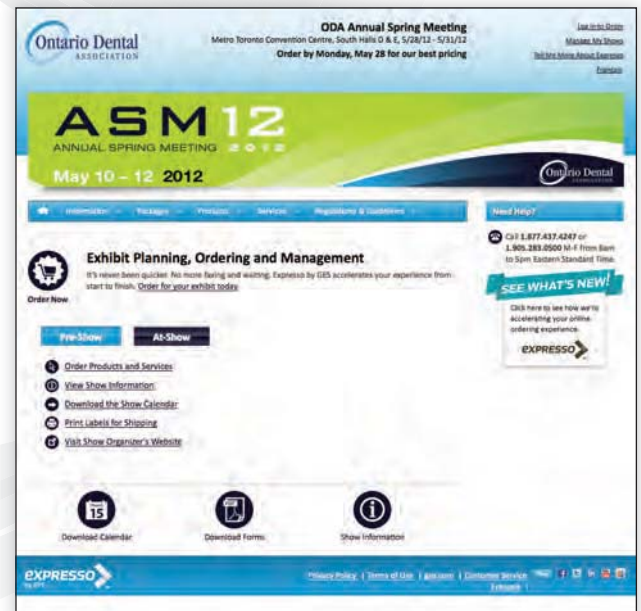 Ontario Dental
ASSOCIATION
ODA Annual Spring Meeting
Metro Toronto Convention Centre, South Halls D & E, 5/28/12 - 5/31/12
Order by Monday, May 28 for our best pricing
Log in to Order
Manage My Shows
Tell Me More About Expresso
Français
ASM12
ANNUAL SPRING MEETING 2012
May 10 – 12 2012
Ontario Dental
ASSOCIATION
Information Packages Products Services Regulations & Guidelines
Need Help?
Order Now
Exhibit Planning, Ordering and Management
It's never been quicker. No more faxing and waiting. Expresso by GES accelerates your experience from
start to finish. Order for your exhibit today.
Call 1.877.437.4247 or
1.905.283.0500 M-F from 8am
to 5pm Eastern Standard Time.
SEE WHAT'S NEW!
Click here to see how we're
accelerating your online
ordering experience.
expresso
Pre-Show At-Show
Order Products and Services
View Show Information
Download the Show Calendar
Print Labels for Shipping
Visit Show Organizer's Website
15
Download Calendar Download Forms Show Information
expresso
by GES
Privacy Policy | Terms of Use | ges.com | Customer Service
Français |